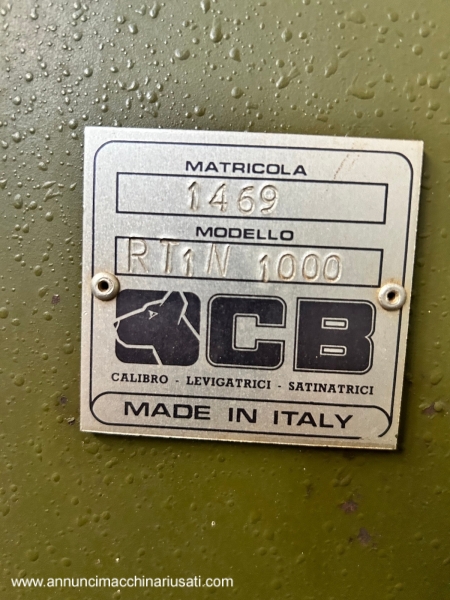 MATRICOLA
1469
MODELLO
RT1N 1000
CB
CALIBRO - LEVIGATRICI - SATINATRICI
MADE IN ITALY
www.annuncimacchinariusati.com